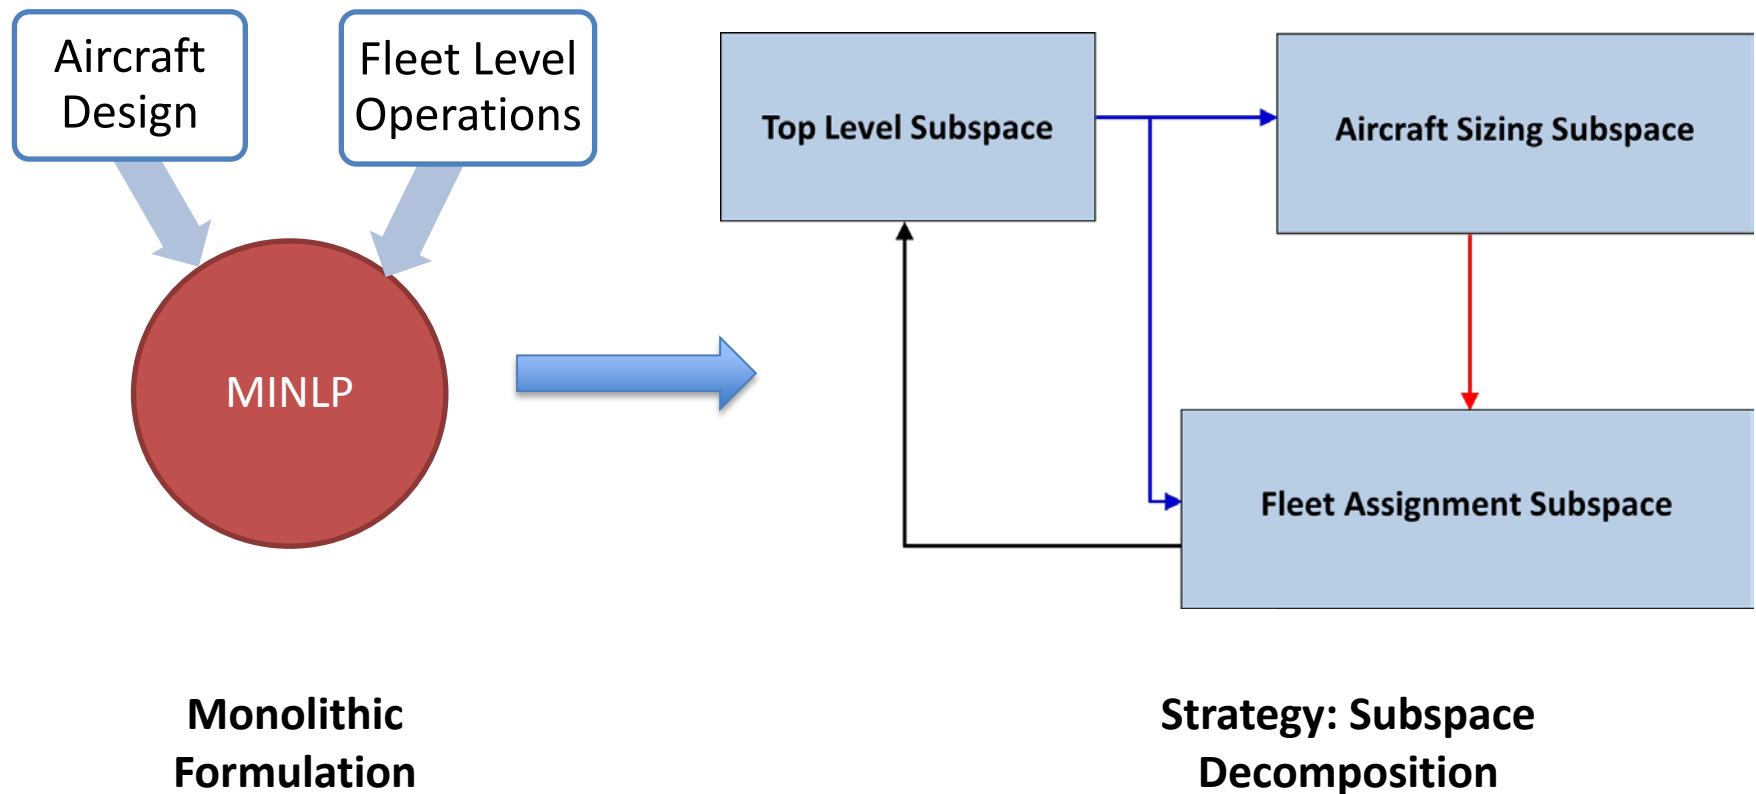 Aircraft
Design
Fleet Level
Operations
MINLP
Monolithic
Formulation
Top Level Subspace
Aircraft Sizing Subspace
Fleet Assignment Subspace
Strategy: Subspace
Decomposition